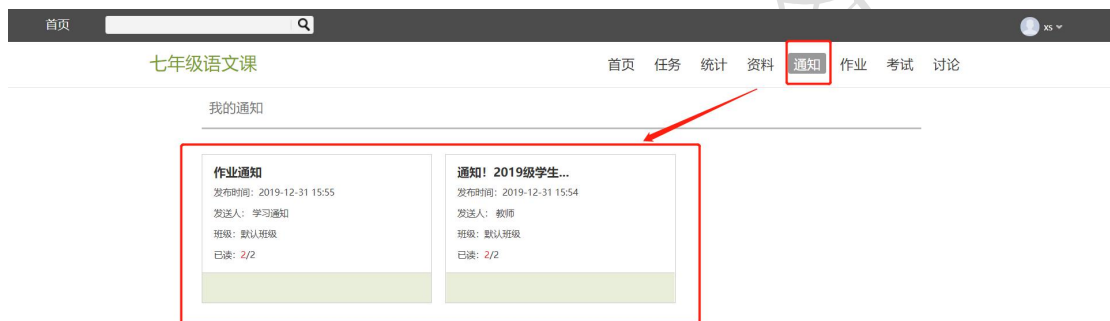 首页
xs
七年级语文课
首页 任务 统计 资料 通知 作业 考试 讨论
我的通知
作业通知
发布时间：2019-12-31 15:55
发送人： 学习通知
班级：默认班级
已读：2/2
通知！2019级学生...
发布时间：2019-12-31 15:54
发送人： 教师
班级：默认班级
已读：2/2